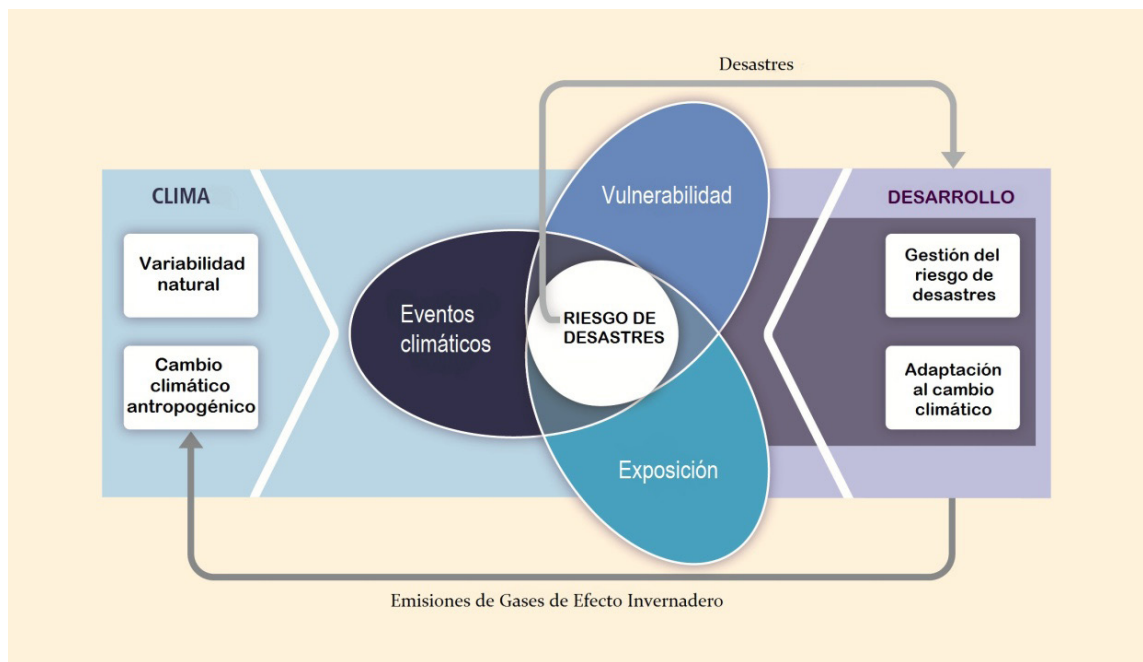 Desastres
CLIMA
Variabilidad
natural
Cambio
climático
antropogénico
Eventos
climáticos
Vulnerabilidad
RIESGO DE
DESASTRES
Exposición
DESARROLLO
Gestión del
riesgo de
desastres
Adaptación
al cambio
climático
Emisiones de Gases de Efecto Invernadero